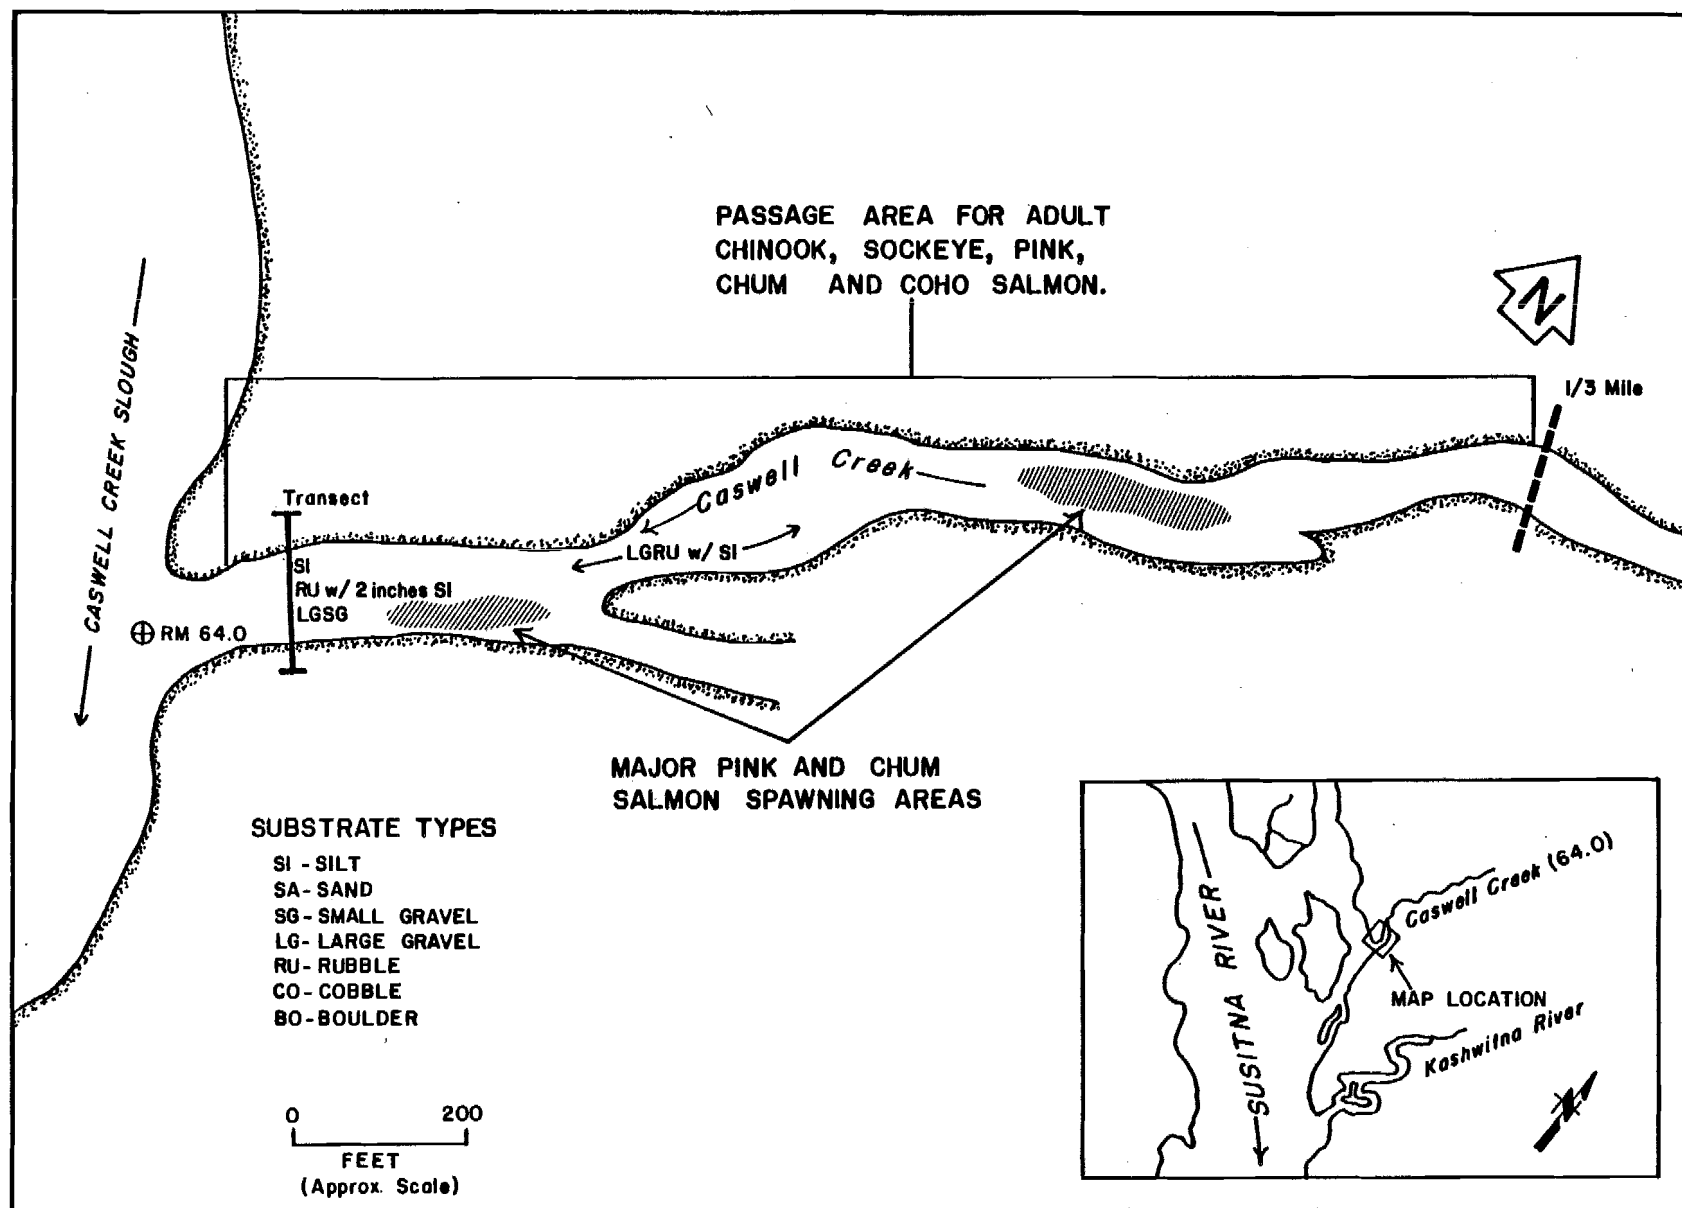 PASSAGE AREA FOR ADULT
CHINOOK, SOCKEYE, PINK,
CHUM AND COHO SALMON.
N
1/3 Mile
CASWELL CREEK SLOUGH
Caswell Creek
Transect
LGRU w/ SI
SI
RU w/ 2 inches SI
LGSG
RM 64.0
MAJOR PINK AND CHUM
SALMON SPAWNING AREAS
SUBSTRATE TYPES
SI - SILT
SA - SAND
SG - SMALL GRAVEL
LG - LARGE GRAVEL
RU - RUBBLE
CO - COBBLE
BO - BOULDER
0 200
FEET
(Approx. Scale)
SUSITNA RIVER
Caswell Creek (64.0)
MAP LOCATION
Kashwitna River
N